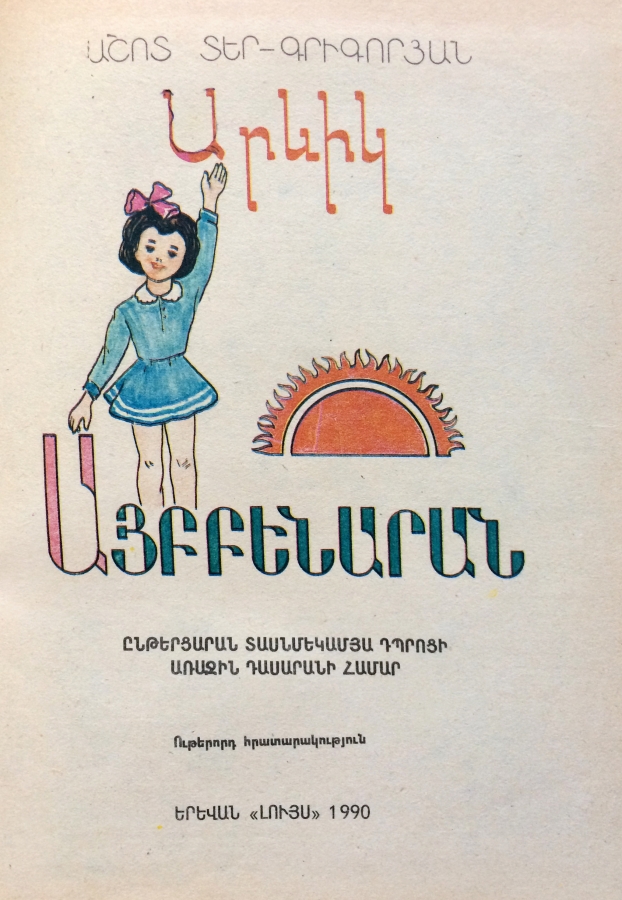 ԱՇՈՏ ՏԵՐ-ԳՐԻԳՈՐՅԱՆ
Արևիկ
ԱՅԲԲԵՆԱՐԱՆ
ԸՆԹԵՐՑԱՐԱՆ ՏԱՍՆՄԵԿԱՄՅԱ ԴՊՐՈՑԻ
ԱՌԱՋԻՆ ԴԱՍԱՐԱՆԻ ՀԱՄԱՐ
Ութերորդ հրատարակություն
ԵՐԵՎԱՆ «ԼՈՒՅՍ» 1990